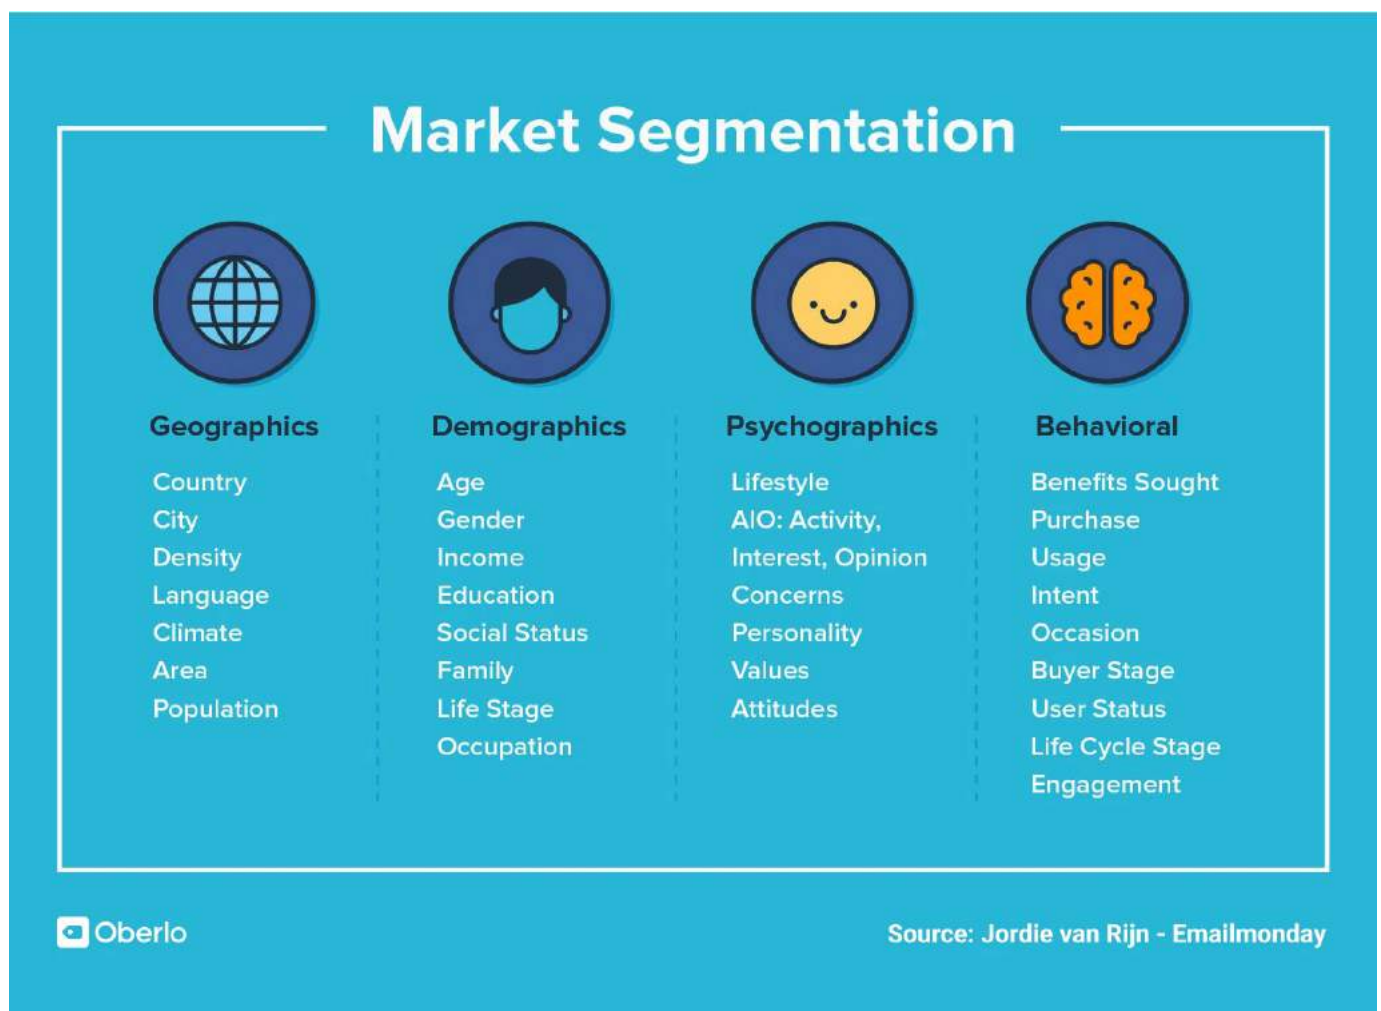 Market Segmentation
Geographics
Country
City
Density
Language
Climate
Area
Population
Demographics
Age
Gender
Income
Education
Social Status
Family
Life Stage
Occupation
Psychographics
Lifestyle
AIO: Activity,
Interest, Opinion
Concerns
Personality
Values
Attitudes
Behavioral
Benefits Sought
Purchase
Usage
Intent
Occasion
Buyer Stage
User Status
Life Cycle Stage
Engagement
Oberlo
Source: Jordie van Rijn - Emailmonday